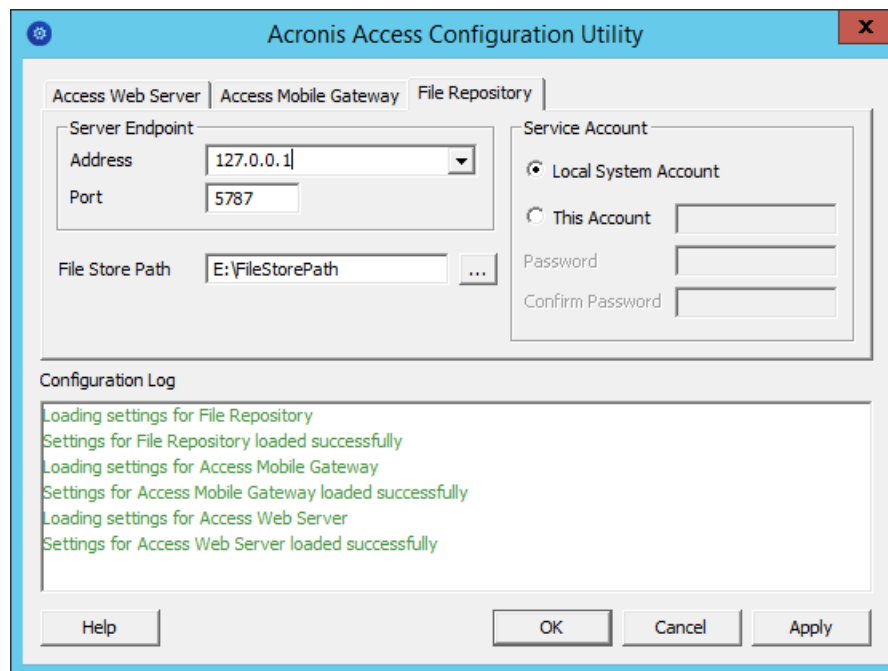 Acronis Access Configuration Utility
x
Access Web Server
Access Mobile Gateway
File Repository
Server Endpoint
Address
127.0.0.1
Port
5787
File Store Path
E:\FileStorePath
...
Service Account
Local System Account
This Account
Password
Confirm Password
Configuration Log
Loading settings for File Repository
Settings for File Repository loaded successfully
Loading settings for Access Mobile Gateway
Settings for Access Mobile Gateway loaded successfully
Loading settings for Access Web Server
Settings for Access Web Server loaded successfully
Help
OK
Cancel
Apply